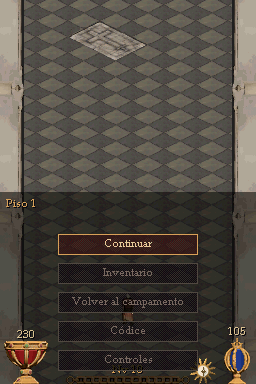 Piso 1
Continuar
Inventario
Volver al campamento
Códice
230
105
Controles